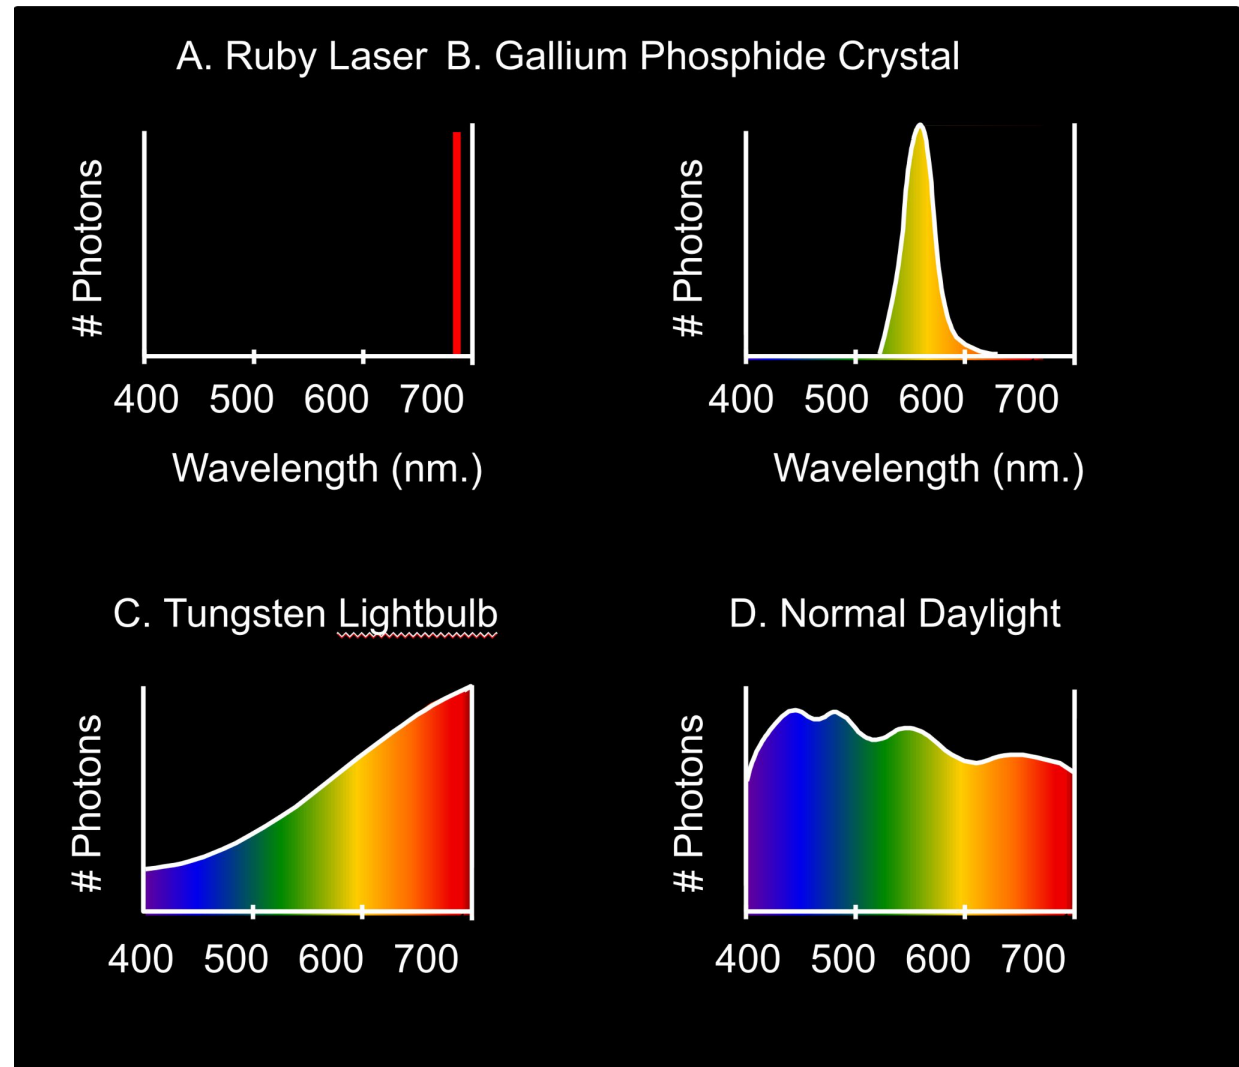 A. Ruby Laser B. Gallium Phosphide Crystal
# Photons
# Photons
400 500 600 700
400 500 600 700
Wavelength (nm.)
Wavelength (nm.)
C. Tungsten Lightbulb
D. Normal Daylight
# Photons
# Photons
400 500 600 700
400 500 600 700